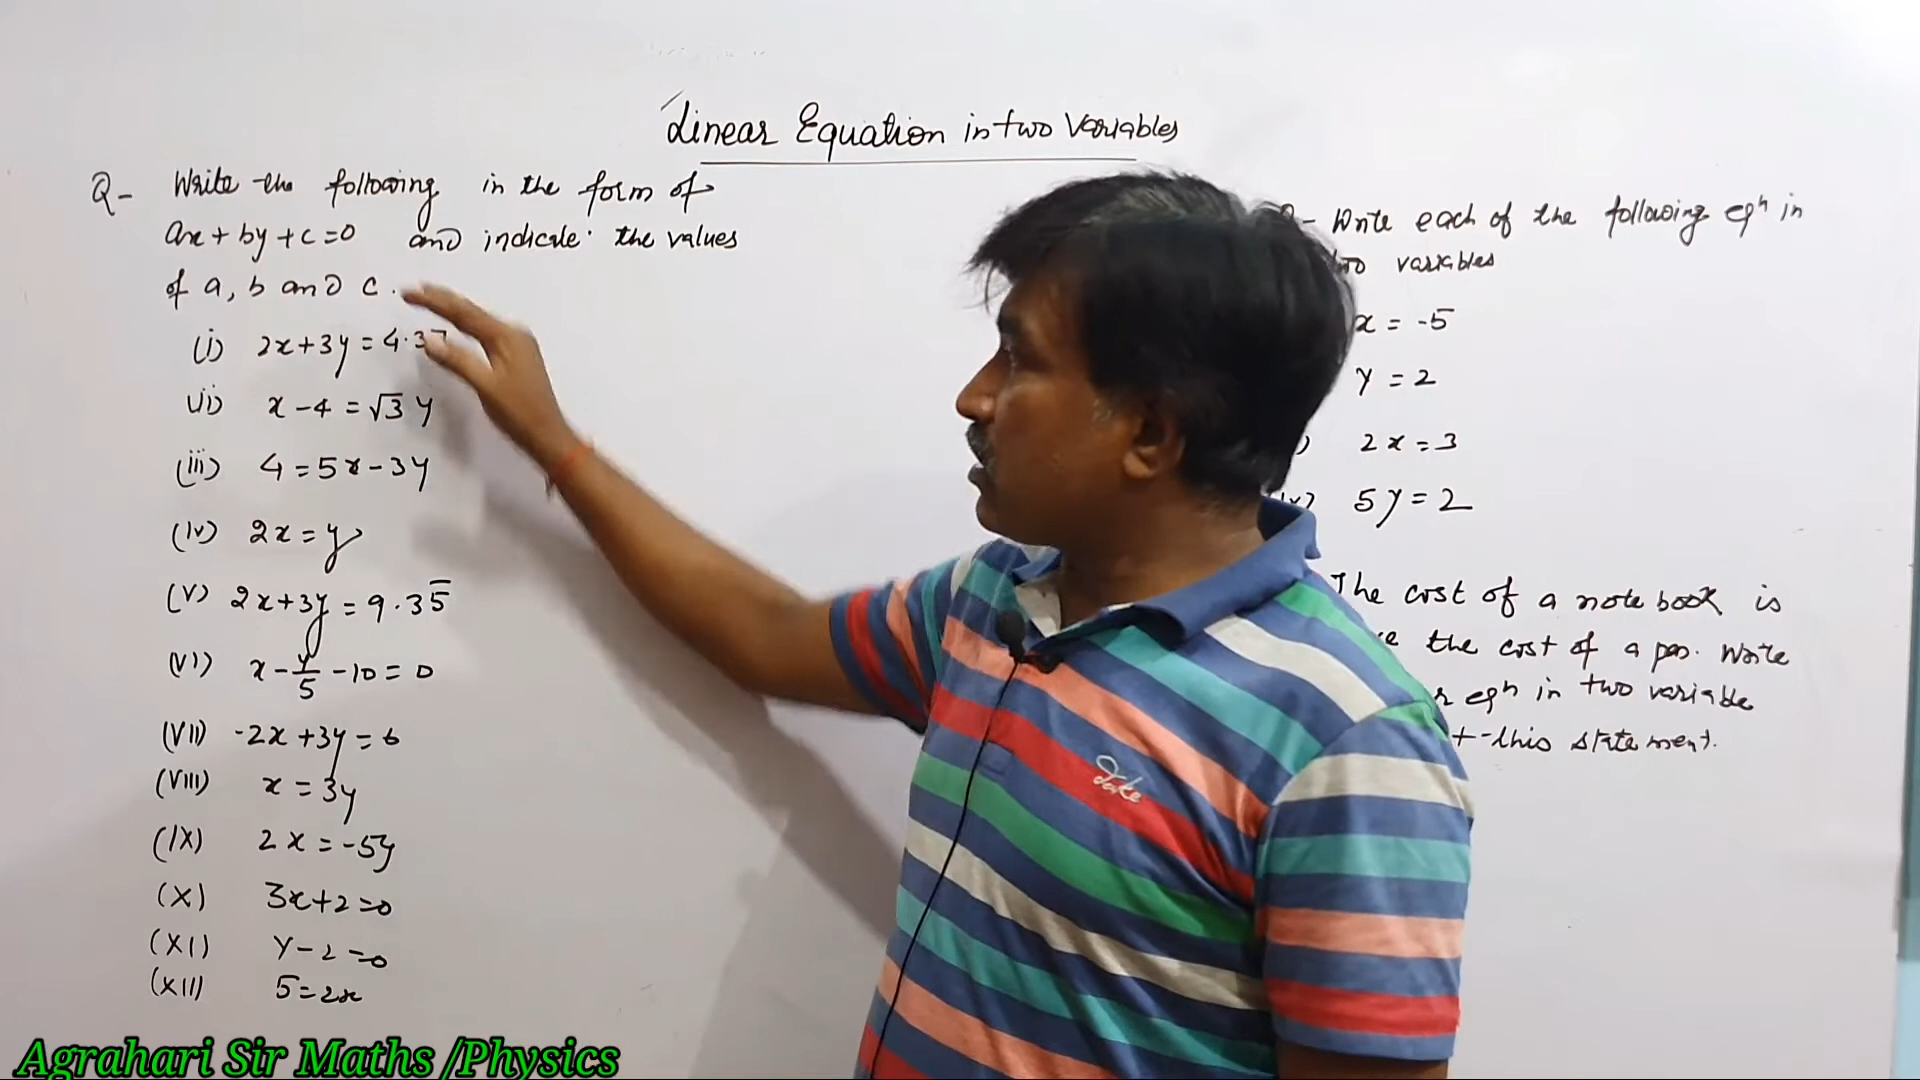 Linear Equation in two Variables
Q- Write the following in the form of
ax + by + c = 0 and indicate the values
of a, b and c.
(i) 2x + 3y = 4.37
(ii) x - 4 = √3 y
(iii) 4 = 5x - 3y
(iv) 2x = y
(V) 2x + 3y = 9.35̅
(VI) x - y/5 - 10 = 0
(VII) -2x + 3y = 6
(VIII) x = 3y
(IX) 2x = -5y
(X) 3x + 2 = 0
(XI) y - 2 = 0
(XII) 5 = 2x
- Write each of the following eqn in
variables
x = -5
y = 2
) 2x = 3
5y = 2
The cost of a note book is
the cost of a pen. Write
eqn in two variable
this statement.
Date
Agrahari Sir Maths /Physics